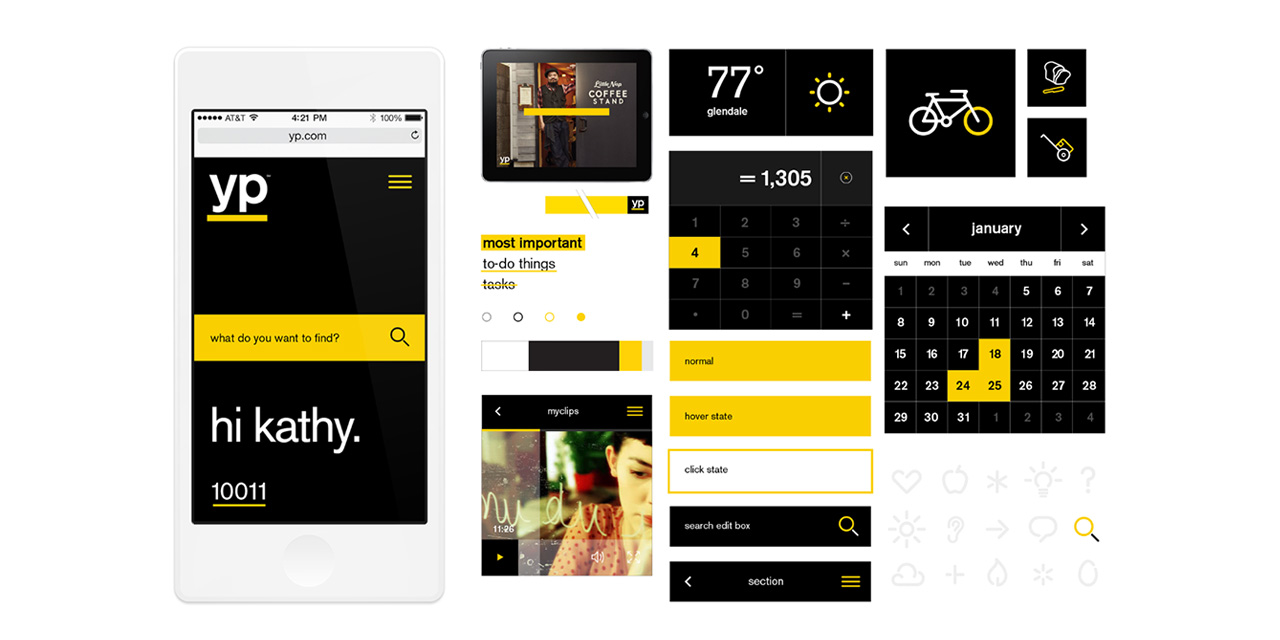 AT&T 4:21 PM 100%
yp.com
yp™
what do you want to find?
hi kathy.
10011
Little Nap
COFFEE
STAND
yp
yp
most important
to-do things
tasks
myclips
11:26
77°
glendale
= 1,305
1 2 3 ÷
4 5 6 ×
7 8 9 −
• 0 = +
normal
hover state
click state
search edit box
section
january
sun mon tue wed thu fri sat
1 2 3 4 5 6 7
8 9 10 11 12 13 14
15 16 17 18 19 20 21
22 23 24 25 26 27 28
29 30 31 1 2 3 4
?